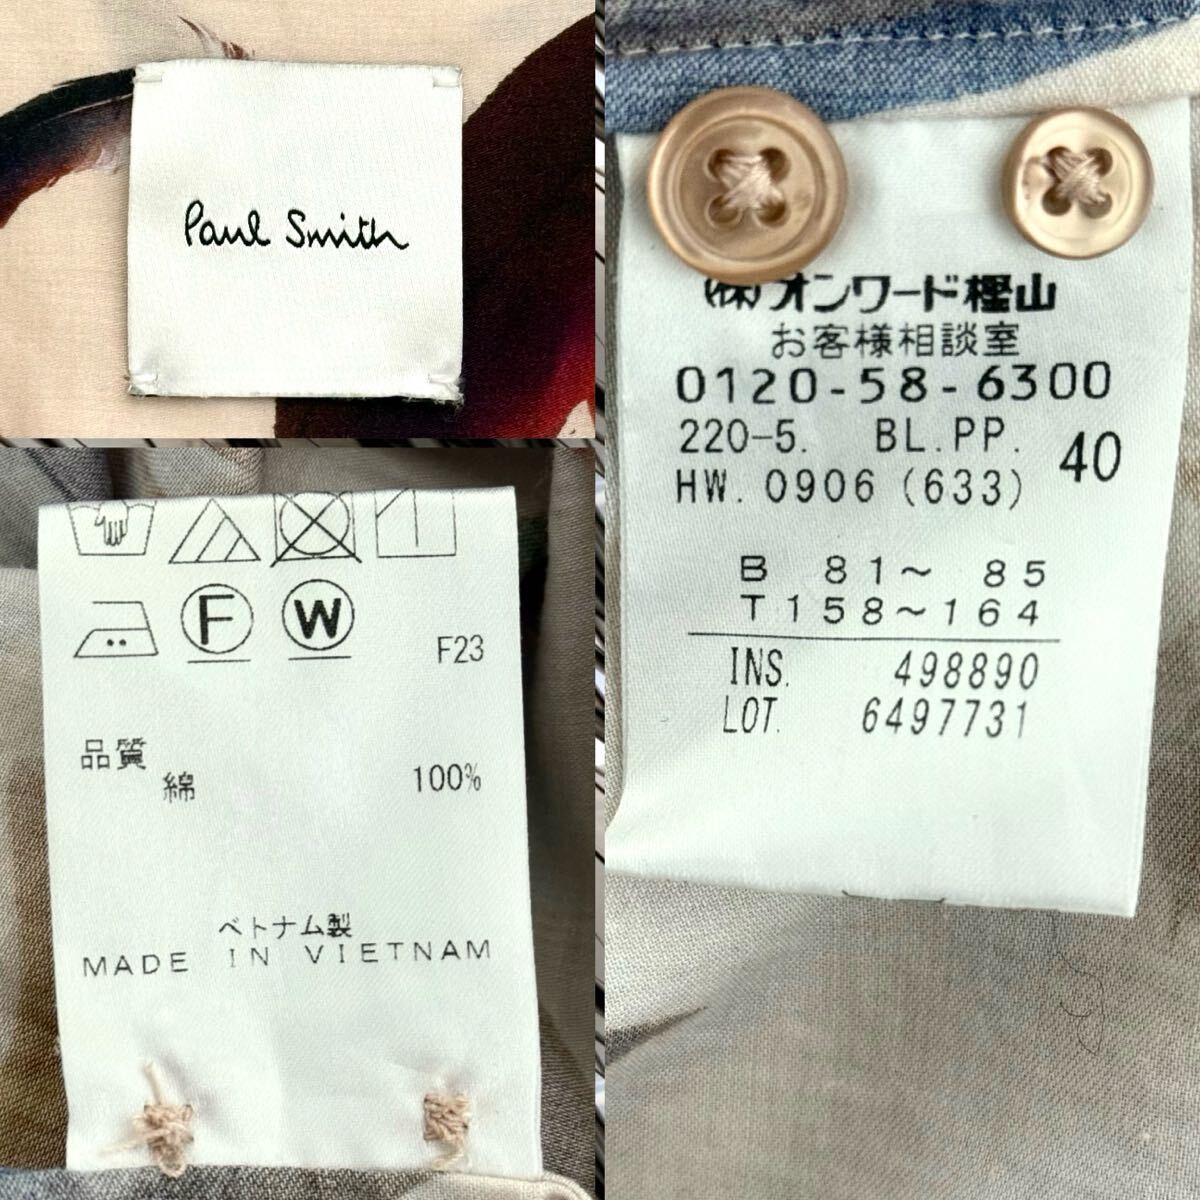 Paul Smith
F
W
F23
品質
綿 100%
ベトナム製
MADE IN VIETNAM
(株)オンワード樫山
お客様相談室
0120-58-6300
220-5. BL.PP. 40
HW. 0906 (633)
B 81～ 85
T158～164
INS. 498890
LOT. 6497731